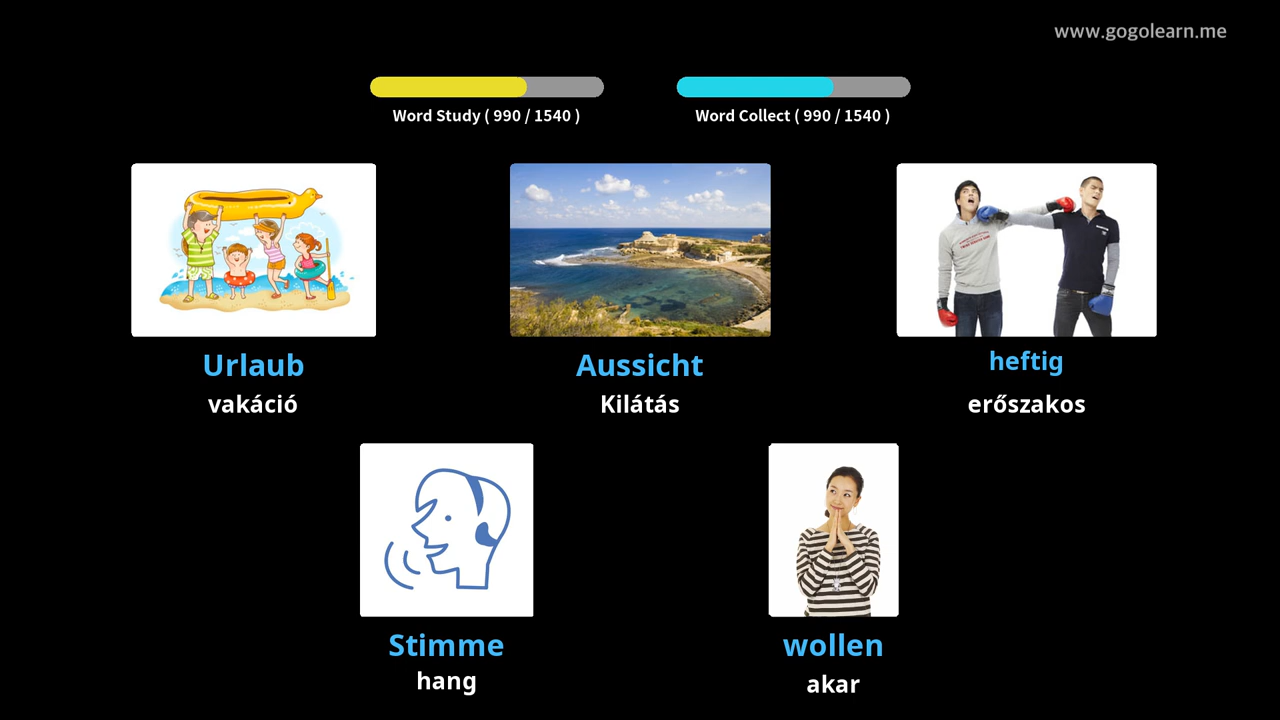 www.gogolearn.me
Word Study ( 990 / 1540 )
Word Collect ( 990 / 1540 )
Urlaub
vakáció
Aussicht
Kilátás
heftig
erőszakos
Stimme
hang
wollen
akar